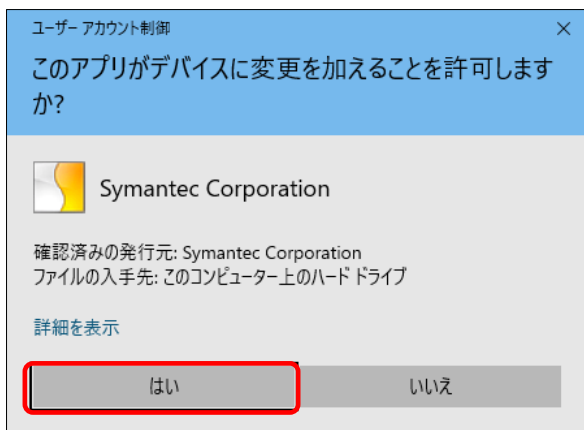 ユーザー アカウント制御
このアプリがデバイスに変更を加えることを許可します
か?
Symantec Corporation
確認済みの発行元: Symantec Corporation
ファイルの入手先: このコンピューター上のハード ドライブ
詳細を表示
はい
いいえ